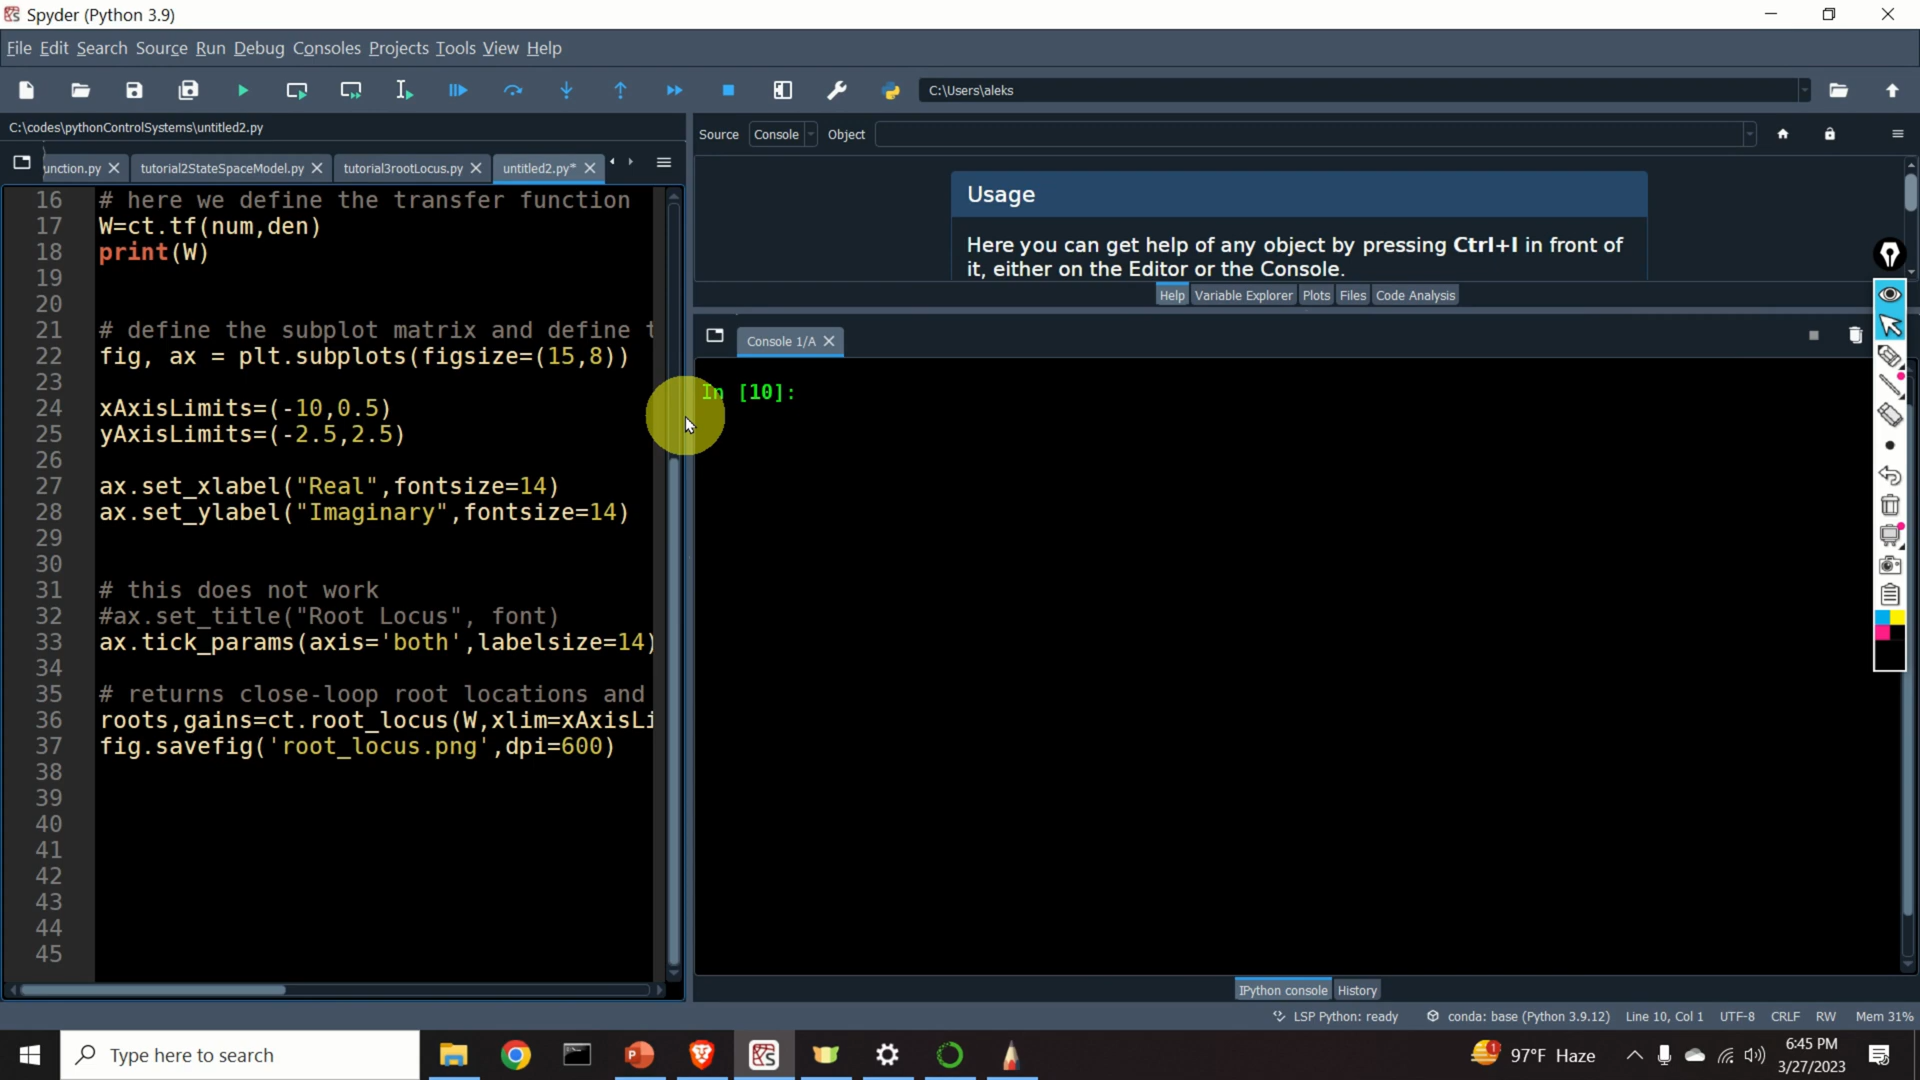 Spyder (Python 3.9)
File Edit Search Source Run Debug Consoles Projects Tools View Help
C:\Users\aleks
C:\codes\pythonControlSystems\untitled2.py
Source Console Object
unction.py tutorial2StateSpaceModel.py tutorial3rootLocus.py untitled2.py*
16 # here we define the transfer function
17 W=ct.tf(num,den)
18 print(W)
19
20
21 # define the subplot matrix and define t
22 fig, ax = plt.subplots(figsize=(15,8))
23
24 xAxisLimits=(-10,0.5)
25 yAxisLimits=(-2.5,2.5)
26
27 ax.set_xlabel("Real",fontsize=14)
28 ax.set_ylabel("Imaginary",fontsize=14)
29
30
31 # this does not work
32 #ax.set_title("Root Locus", font)
33 ax.tick_params(axis='both',labelsize=14)
34
35 # returns close-loop root locations and
36 roots,gains=ct.root_locus(W,xlim=xAxisLi
37 fig.savefig('root_locus.png',dpi=600)
38
39
40
41
42
43
44
45
Usage
Here you can get help of any object by pressing Ctrl+I in front of
it, either on the Editor or the Console.
Help Variable Explorer Plots Files Code Analysis
Console 1/A
In [10]:
IPython console History
LSP Python: ready conda: base (Python 3.9.12) Line 10, Col 1 UTF-8 CRLF RW Mem 31%
Type here to search
97°F Haze
6:45 PM
3/27/2023